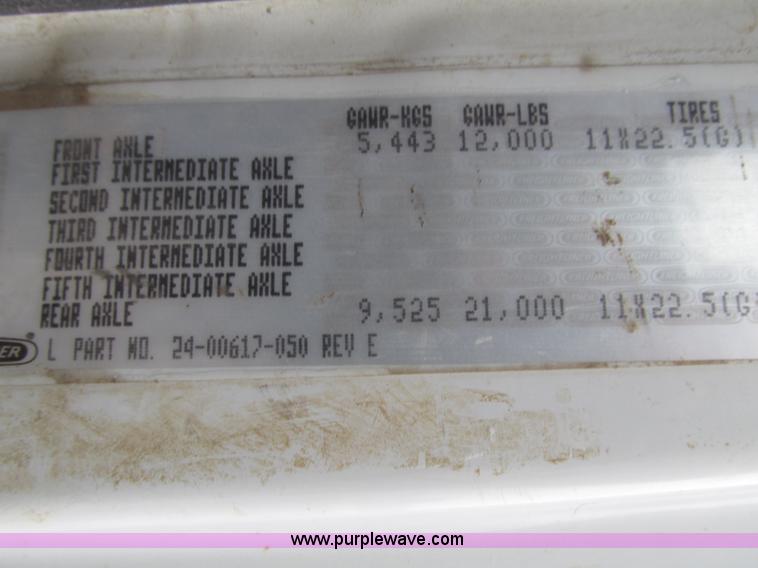 GAWR-KGS GAWR-LBS TIRES
FRONT AXLE 5,443 12,000 11X22.5(G)
FIRST INTERMEDIATE AXLE
SECOND INTERMEDIATE AXLE
THIRD INTERMEDIATE AXLE
FOURTH INTERMEDIATE AXLE
FIFTH INTERMEDIATE AXLE
REAR AXLE 9,525 21,000 11X22.5(G)
L PART NO. 24-00617-050 REV E
www.purplewave.com